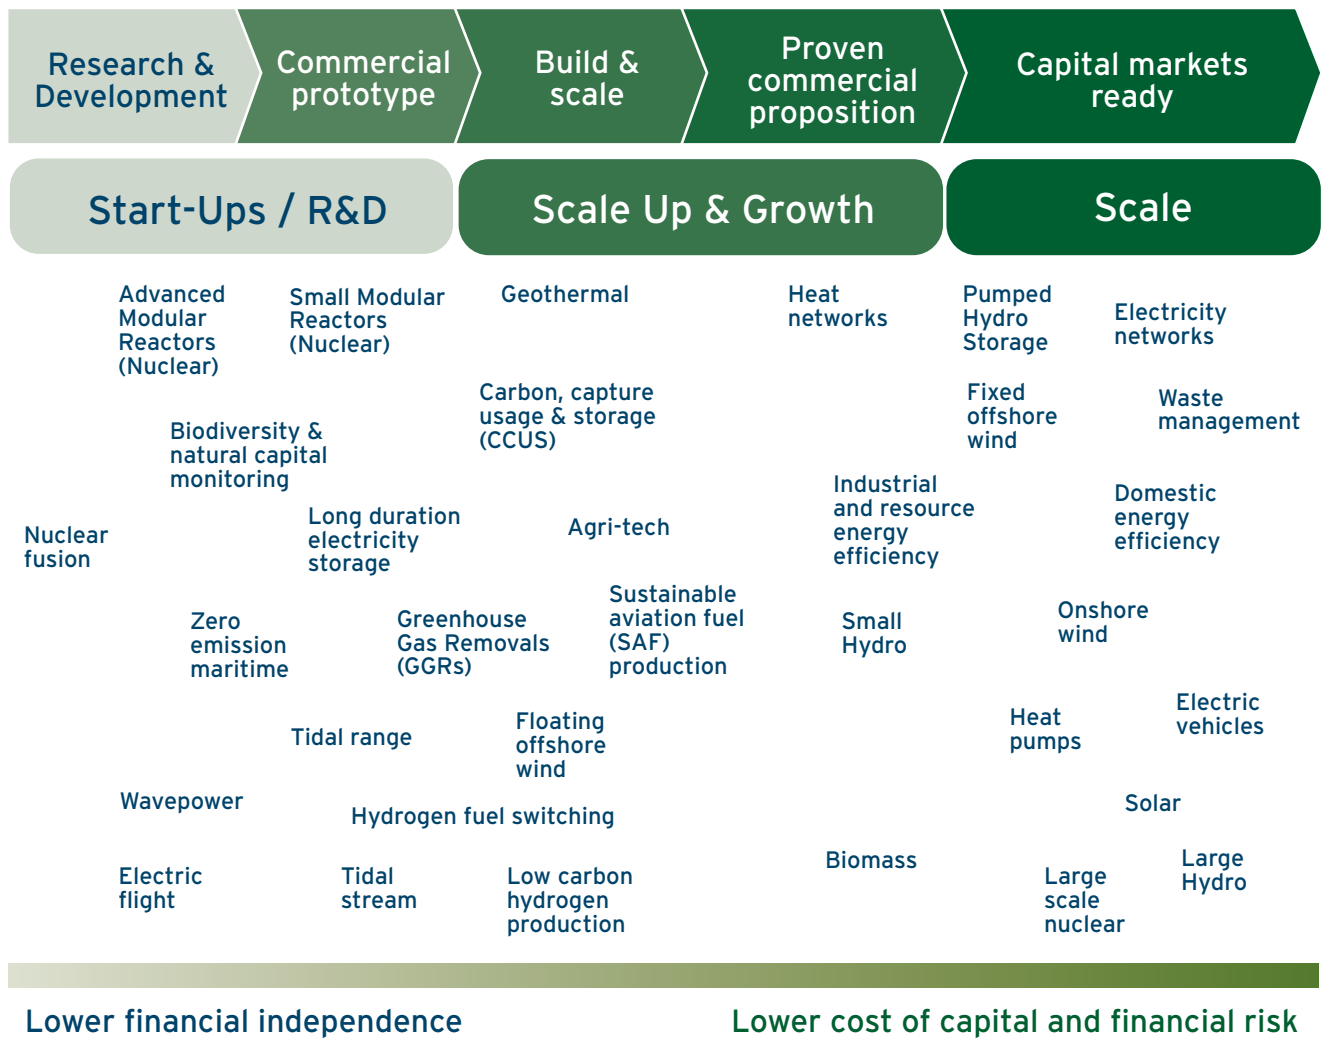 Research &
Development
Commercial
prototype
Build &
scale
Proven
commercial
proposition
Capital markets
ready
Start-Ups / R&D
Scale Up & Growth
Scale
Advanced
Modular
Reactors
(Nuclear)
Small Modular
Reactors
(Nuclear)
Geothermal
Heat
networks
Pumped
Hydro
Storage
Electricity
networks
Carbon, capture
usage & storage
(CCUS)
Fixed
offshore
wind
Waste
management
Biodiversity &
natural capital
monitoring
Industrial
and resource
energy
efficiency
Domestic
energy
efficiency
Nuclear
fusion
Long duration
electricity
storage
Agri-tech
Zero
emission
maritime
Greenhouse
Gas Removals
(GGRs)
Sustainable
aviation fuel
(SAF)
production
Small
Hydro
Onshore
wind
Tidal range
Floating
offshore
wind
Heat
pumps
Electric
vehicles
Wavepower
Hydrogen fuel switching
Solar
Electric
flight
Tidal
stream
Low carbon
hydrogen
production
Biomass
Large
scale
nuclear
Large
Hydro
Lower financial independence
Lower cost of capital and financial risk